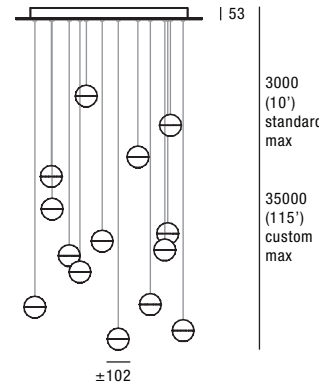 53
3000
(10’)
standard
max
35000
(115’)
custom
max
±102